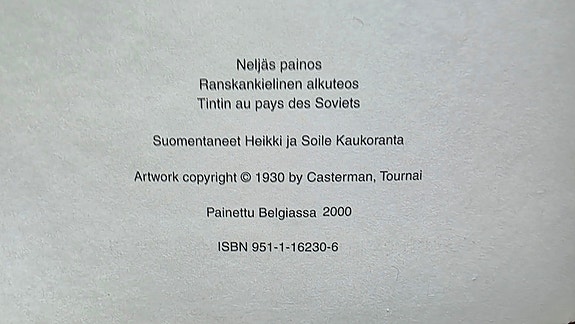 Neljäs painos
Ranskankielinen alkuteos
Tintin au pays des Soviets
Suomentaneet Heikki ja Soile Kaukoranta
Artwork copyright © 1930 by Casterman, Tournai
Painettu Belgiassa 2000
ISBN 951-1-16230-6